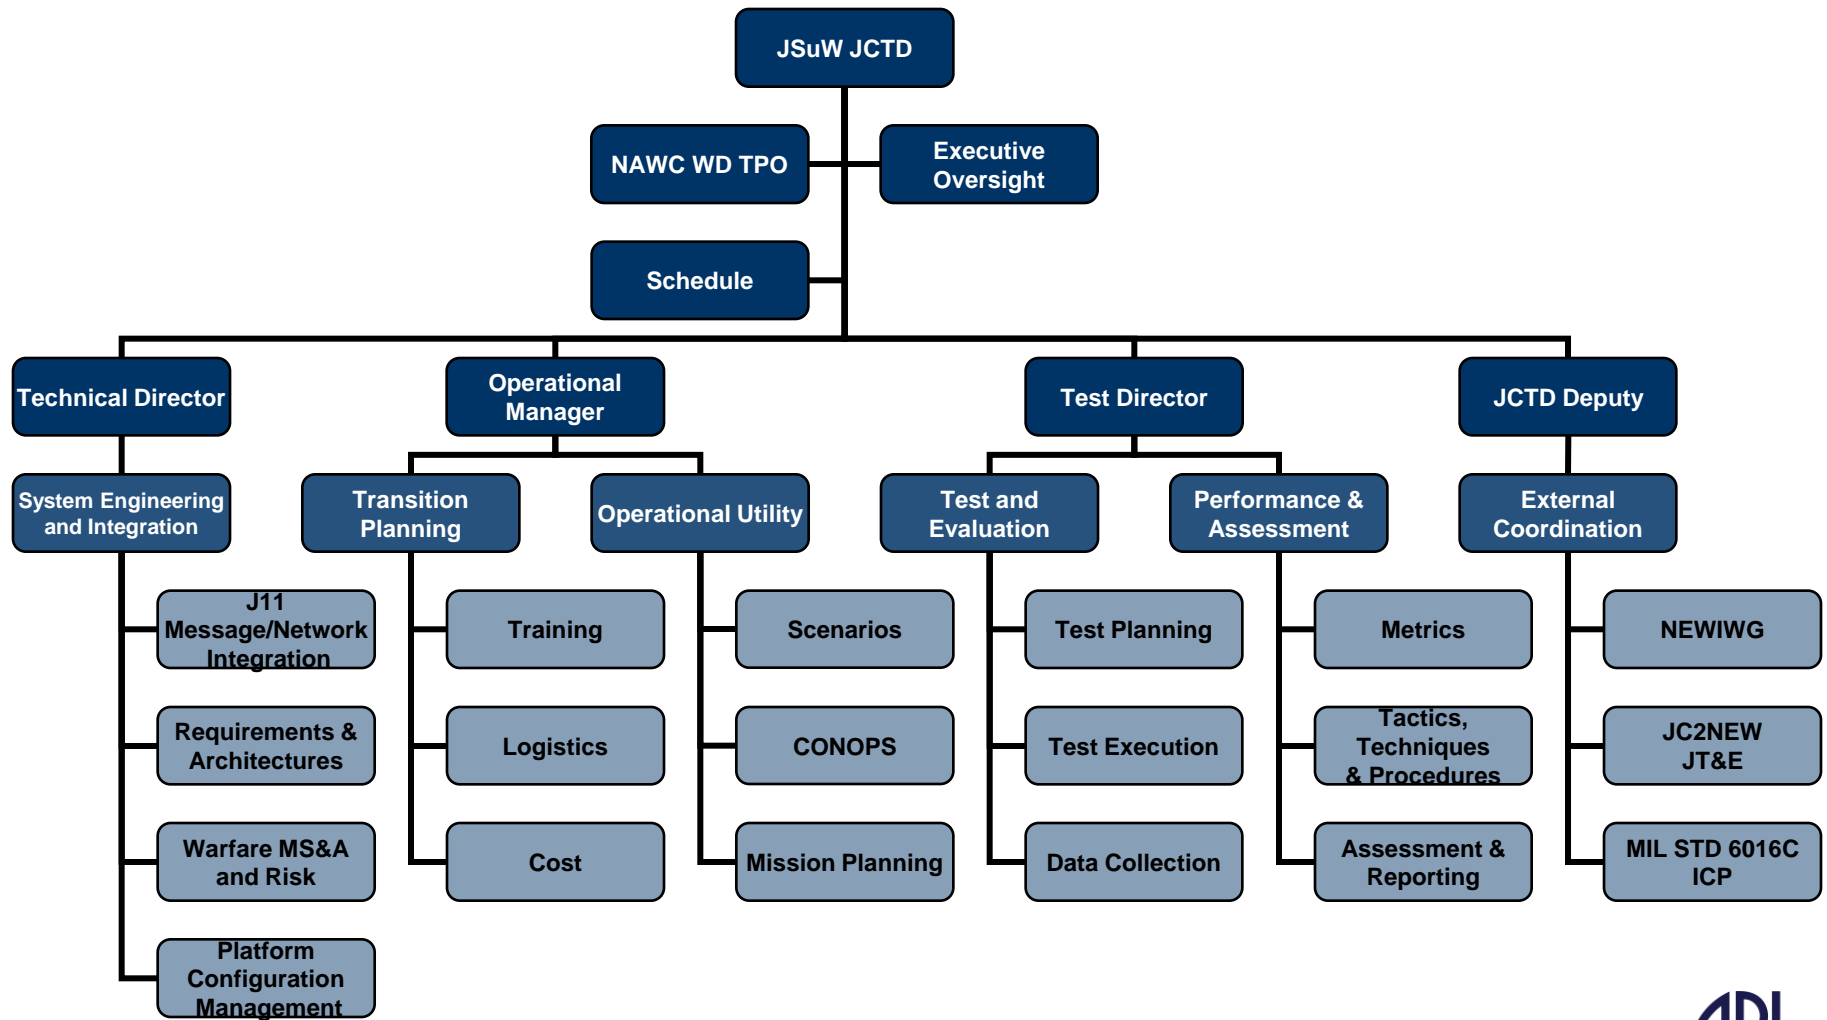 JSuW JCTD
NAWC WD TPO
Executive
Oversight
Schedule
Technical Director
Operational
Manager
Test Director
JCTD Deputy
System Engineering
and Integration
Transition
Planning
Operational Utility
Test and
Evaluation
Performance &
Assessment
External
Coordination
J11
Message/Network
Integration
Training
Scenarios
Test Planning
Metrics
NEWIWG
Requirements &
Architectures
Logistics
CONOPS
Test Execution
Tactics,
Techniques
& Procedures
JC2NEW
JT&E
Warfare MS&A
and Risk
Cost
Mission Planning
Data Collection
Assessment &
Reporting
MIL STD 6016C
ICP
Platform
Configuration
Management